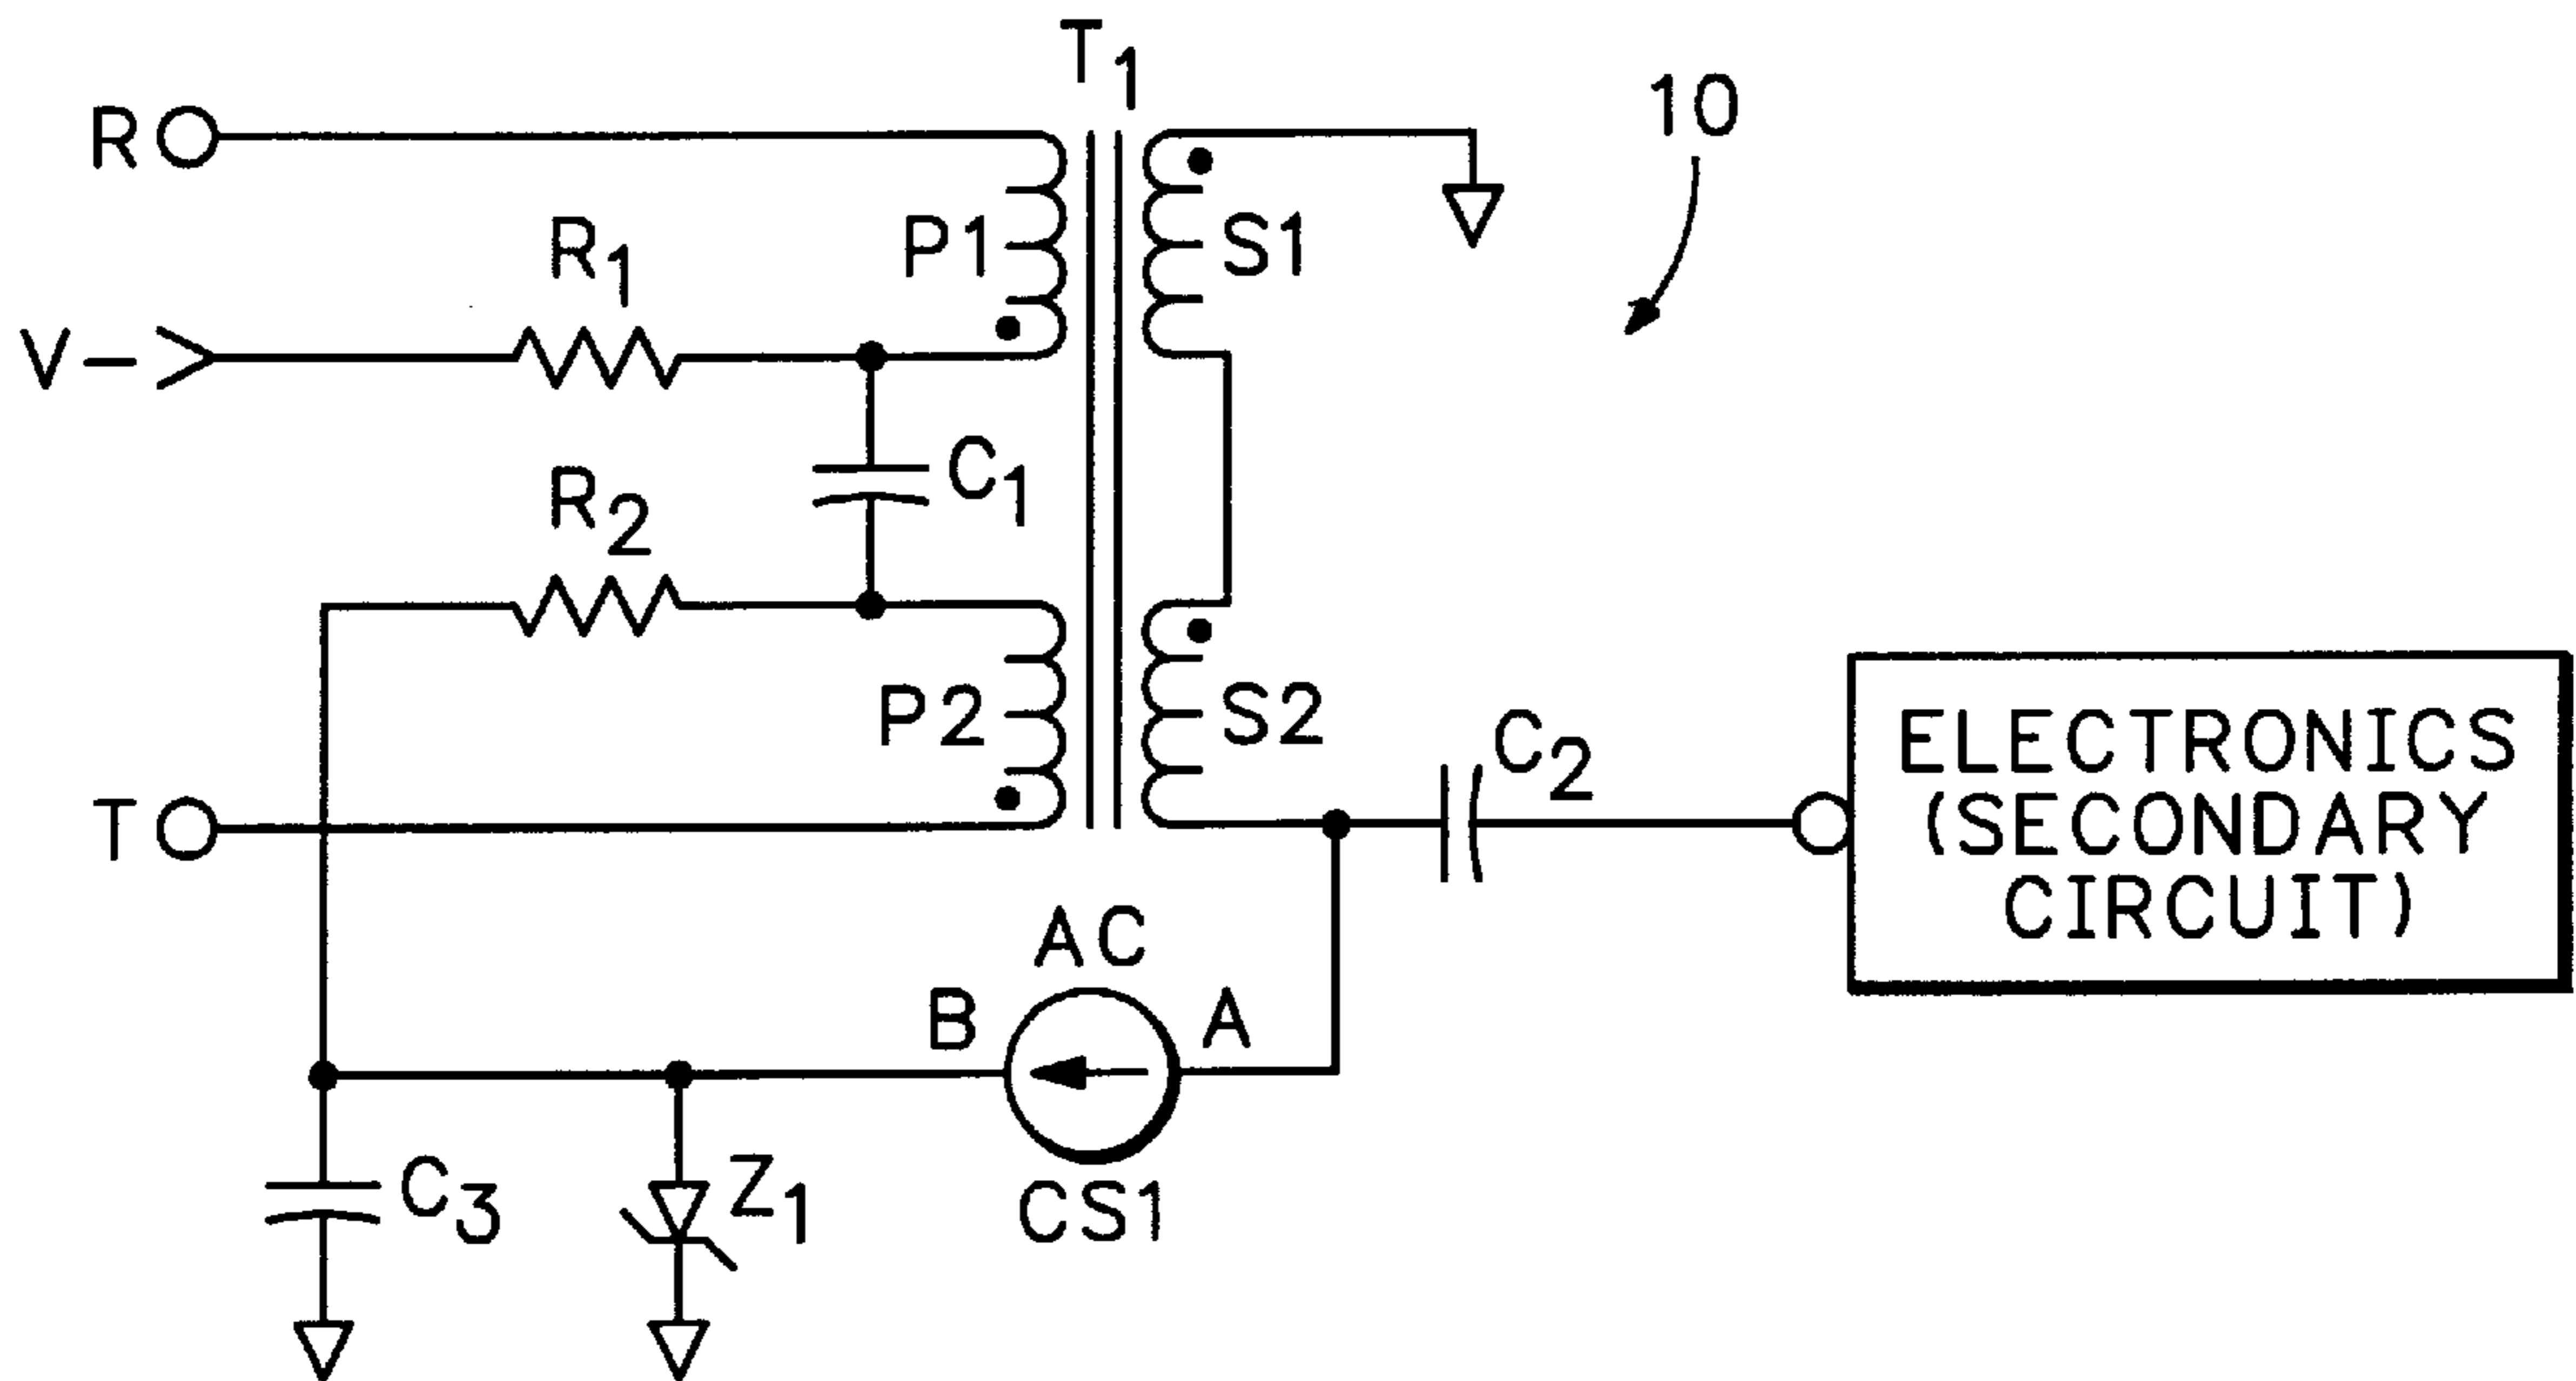 T1
10
R
R1
P1
S1
V-
C1
R2
P2
S2
C2
T
ELECTRONICS
(SECONDARY
CIRCUIT)
AC
B
A
C3
Z1
CS1